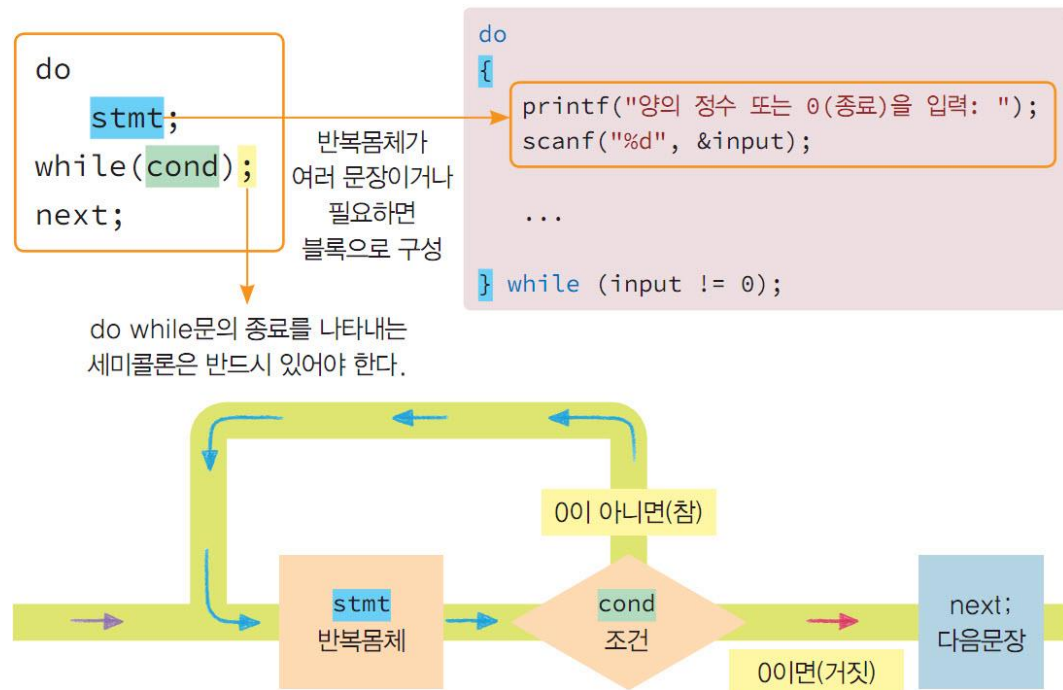 do
stmt;
while(cond);
next;
반복몸체가
여러 문장이거나
필요하면
블록으로 구성
do
{
printf("양의 정수 또는 0(종료)을 입력: ");
scanf("%d", &input);
...
} while (input != 0);
do while문의 종료를 나타내는
세미콜론은 반드시 있어야 한다.
0이 아니면(참)
stmt
반복몸체
cond
조건
next;
다음문장
0이면(거짓)